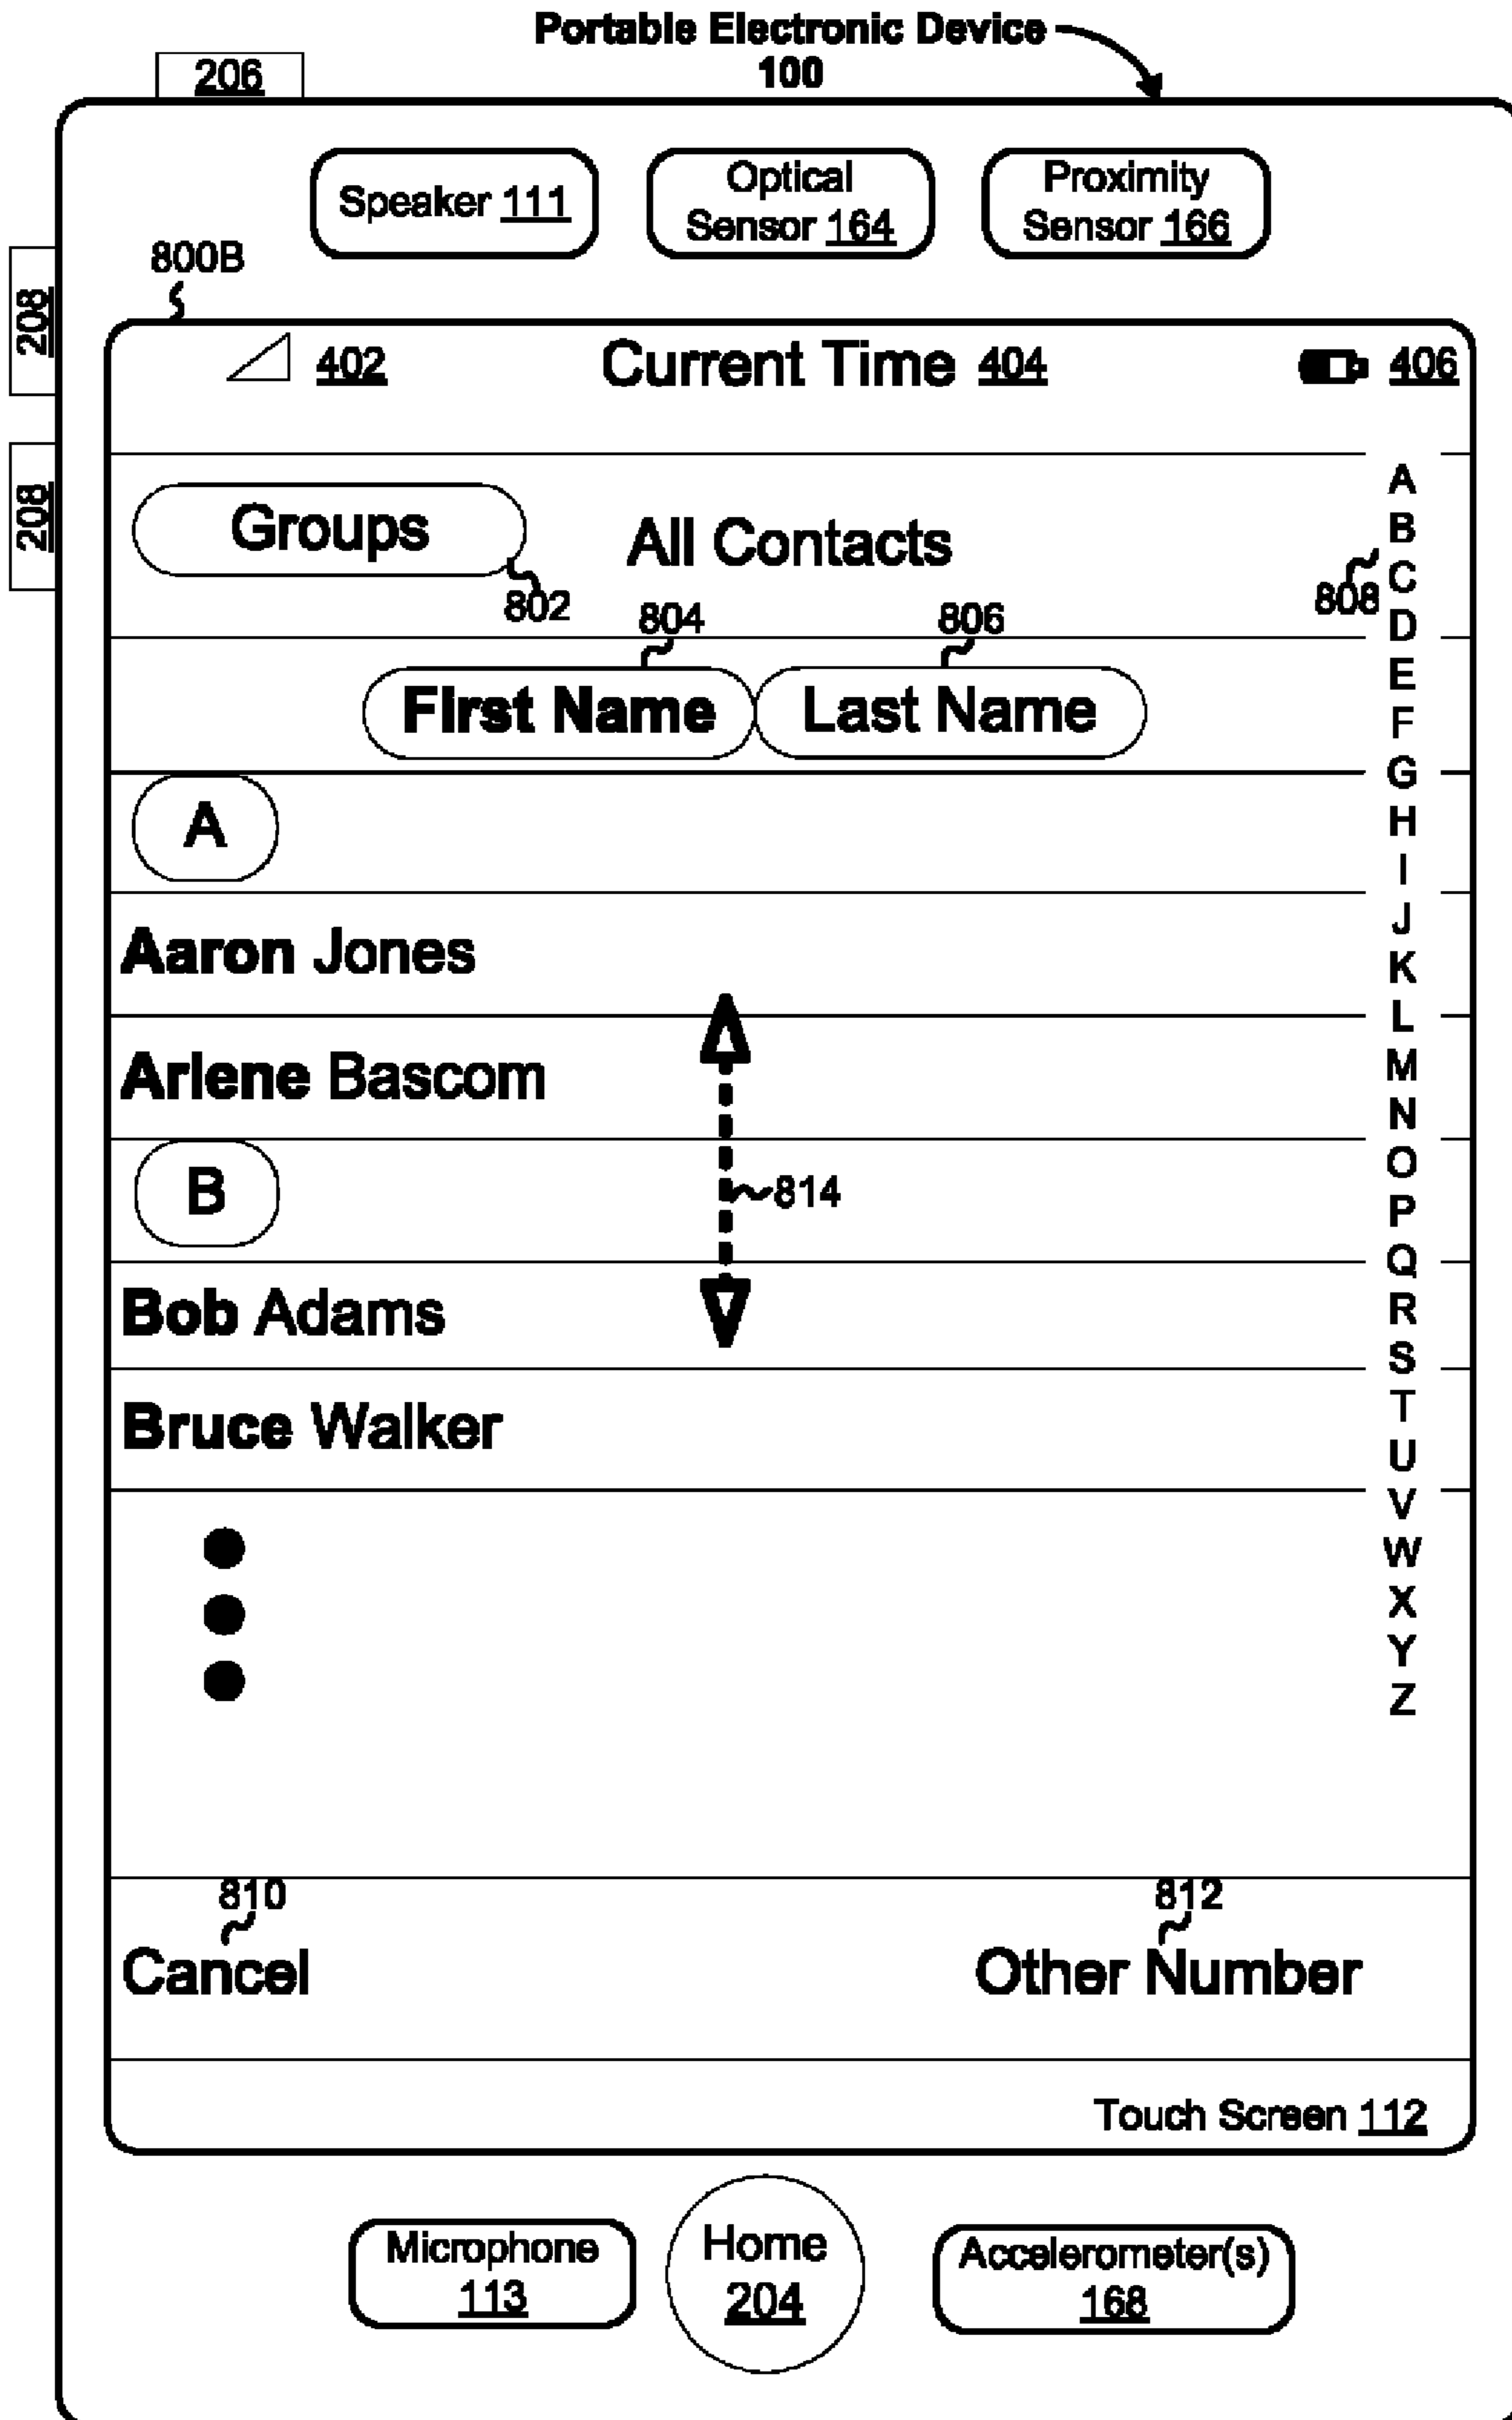 Portable Electronic Device
100
206
Speaker 111
Optical
Sensor 164
Proximity
Sensor 166
800B
208
208
402
Current Time 404
406
Groups
802
All Contacts
808
804
806
First Name
Last Name
A
Aaron Jones
Arlene Bascom
B
814
Bob Adams
Bruce Walker
A
B
C
D
E
F
G
H
I
J
K
L
M
N
O
P
Q
R
S
T
U
V
W
X
Y
Z
810
812
Cancel
Other Number
Touch Screen 112
Microphone
113
Home
204
Accelerometer(s)
168